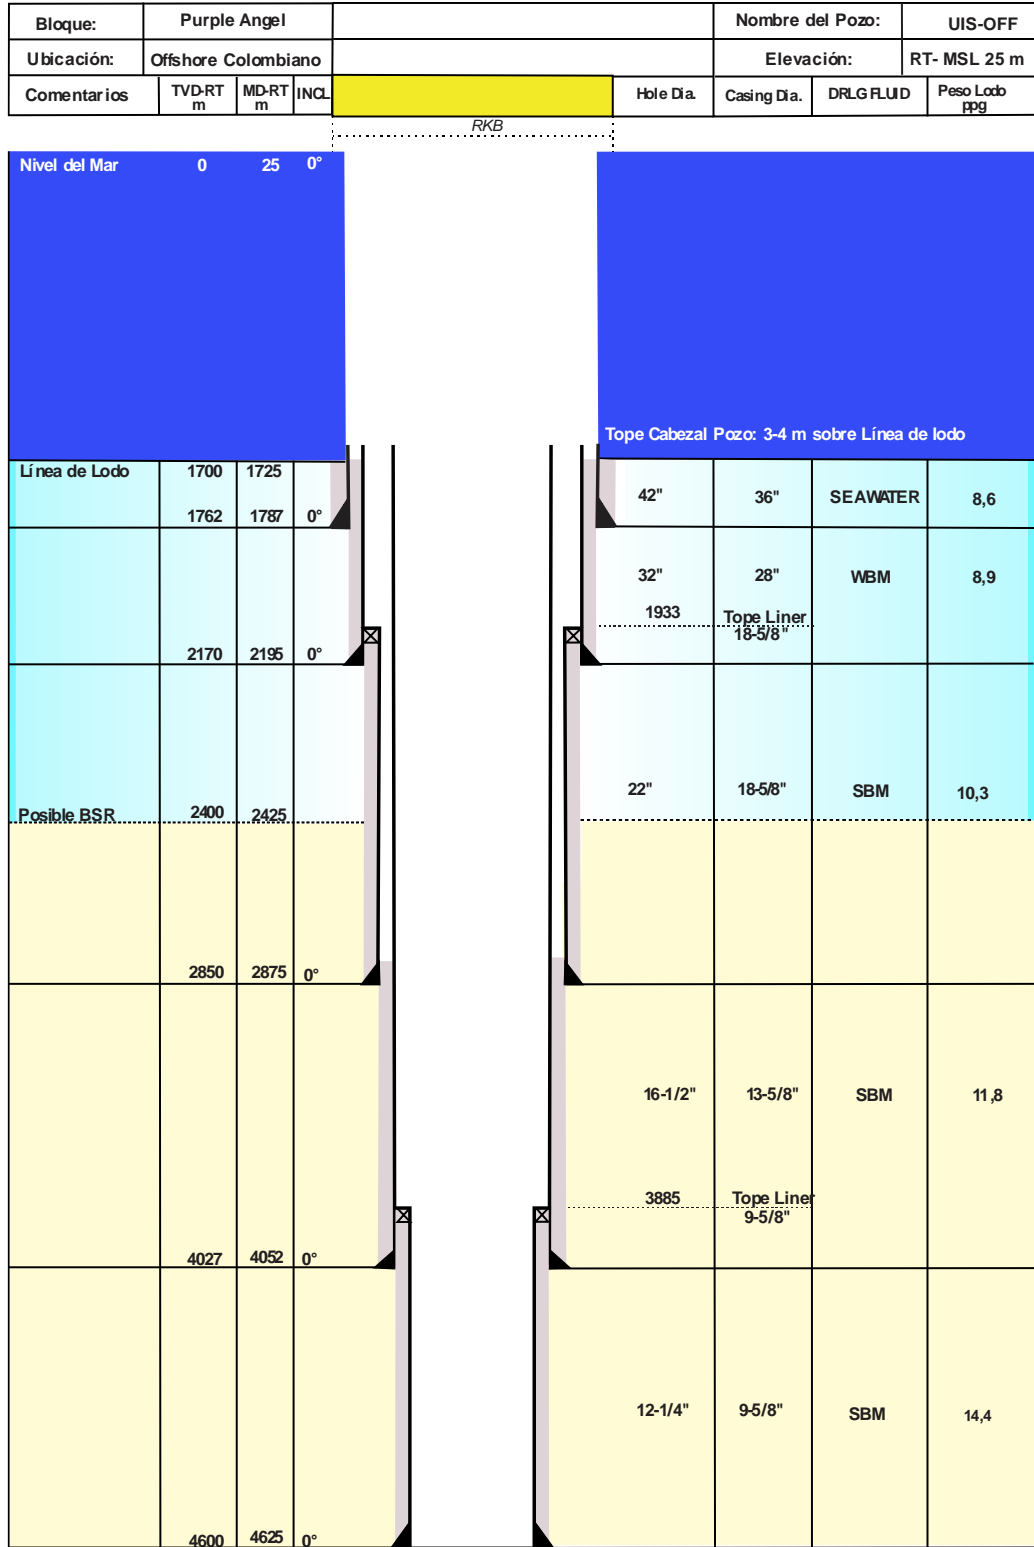 Bloque: Purple Angel Nombre del Pozo: UIS-OFF
Ubicación: Offshore Colombiano Elevación: RT- MSL 25 m
Comentarios TVD-RT m MD-RT m INCL Hole Dia. Casing Dia. DRLG FLUID Peso Lodo ppg
RKB
Nivel del Mar 0 25 0°
Tope Cabezal Pozo: 3-4 m sobre Línea de lodo
Línea de Lodo 1700 1725
42" 36" SEAWATER 8,6
1762 1787 0°
32" 28" WBM 8,9
1933 Tope Liner
18-5/8"
2170 2195 0°
22" 18-5/8" SBM 10,3
Posible BSR 2400 2425
2850 2875 0°
16-1/2" 13-5/8" SBM 11,8
3885 Tope Liner
9-5/8"
4027 4052 0°
12-1/4" 9-5/8" SBM 14,4
4600 4625 0°